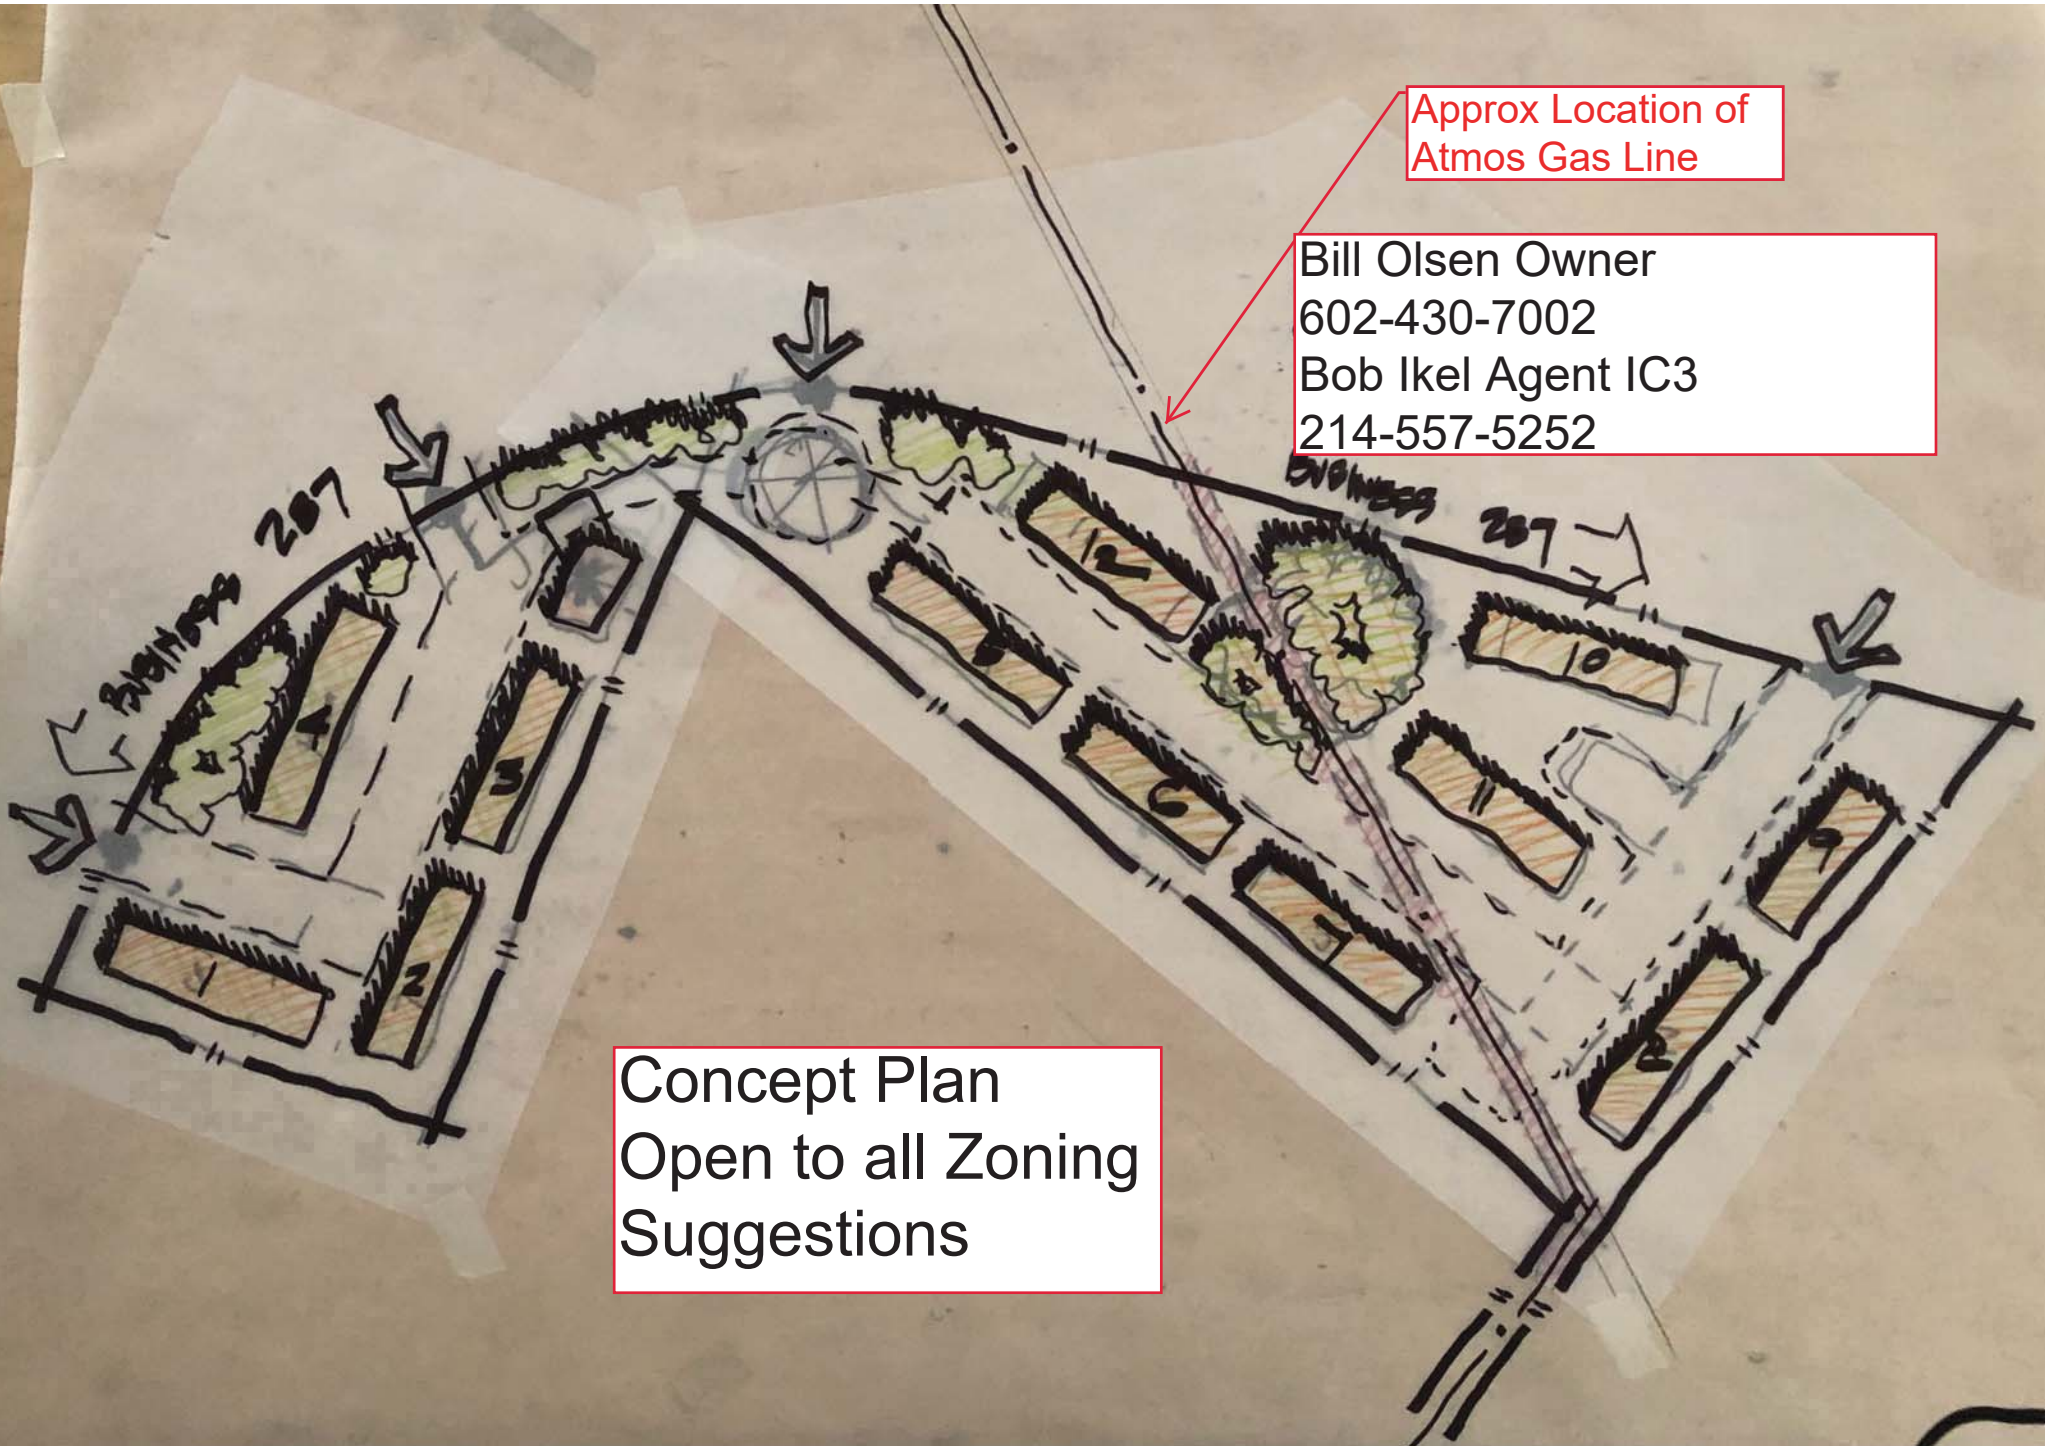 Approx Location of
Atmos Gas Line
Bill Olsen Owner
602-430-7002
Bob Ikel Agent IC3
214-557-5252
BUSINESS 287
BUSINESS 287
12
10
4
3
5
6
11
9
7
2
1
8
Concept Plan
Open to all Zoning
Suggestions